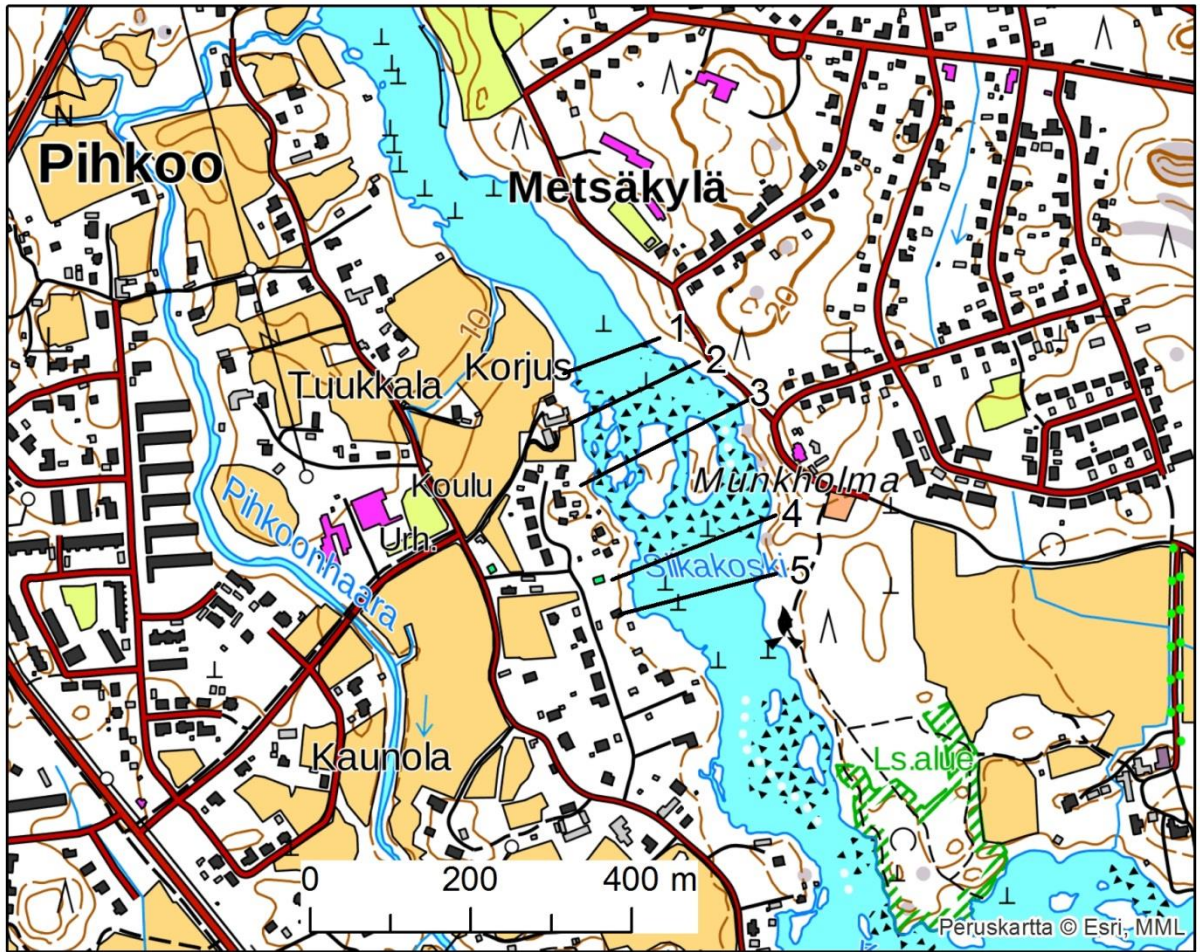 N
Pihkoo
Metsäkylä
20
10
1
Korjus
2
Tuukkala
3
Munkholma
Koulu
Pihkoonhaara
4
Urh.
Siikakoski
5
Kaunola
Ls.alue
0 200 400 m
Peruskartta © Esri, MML